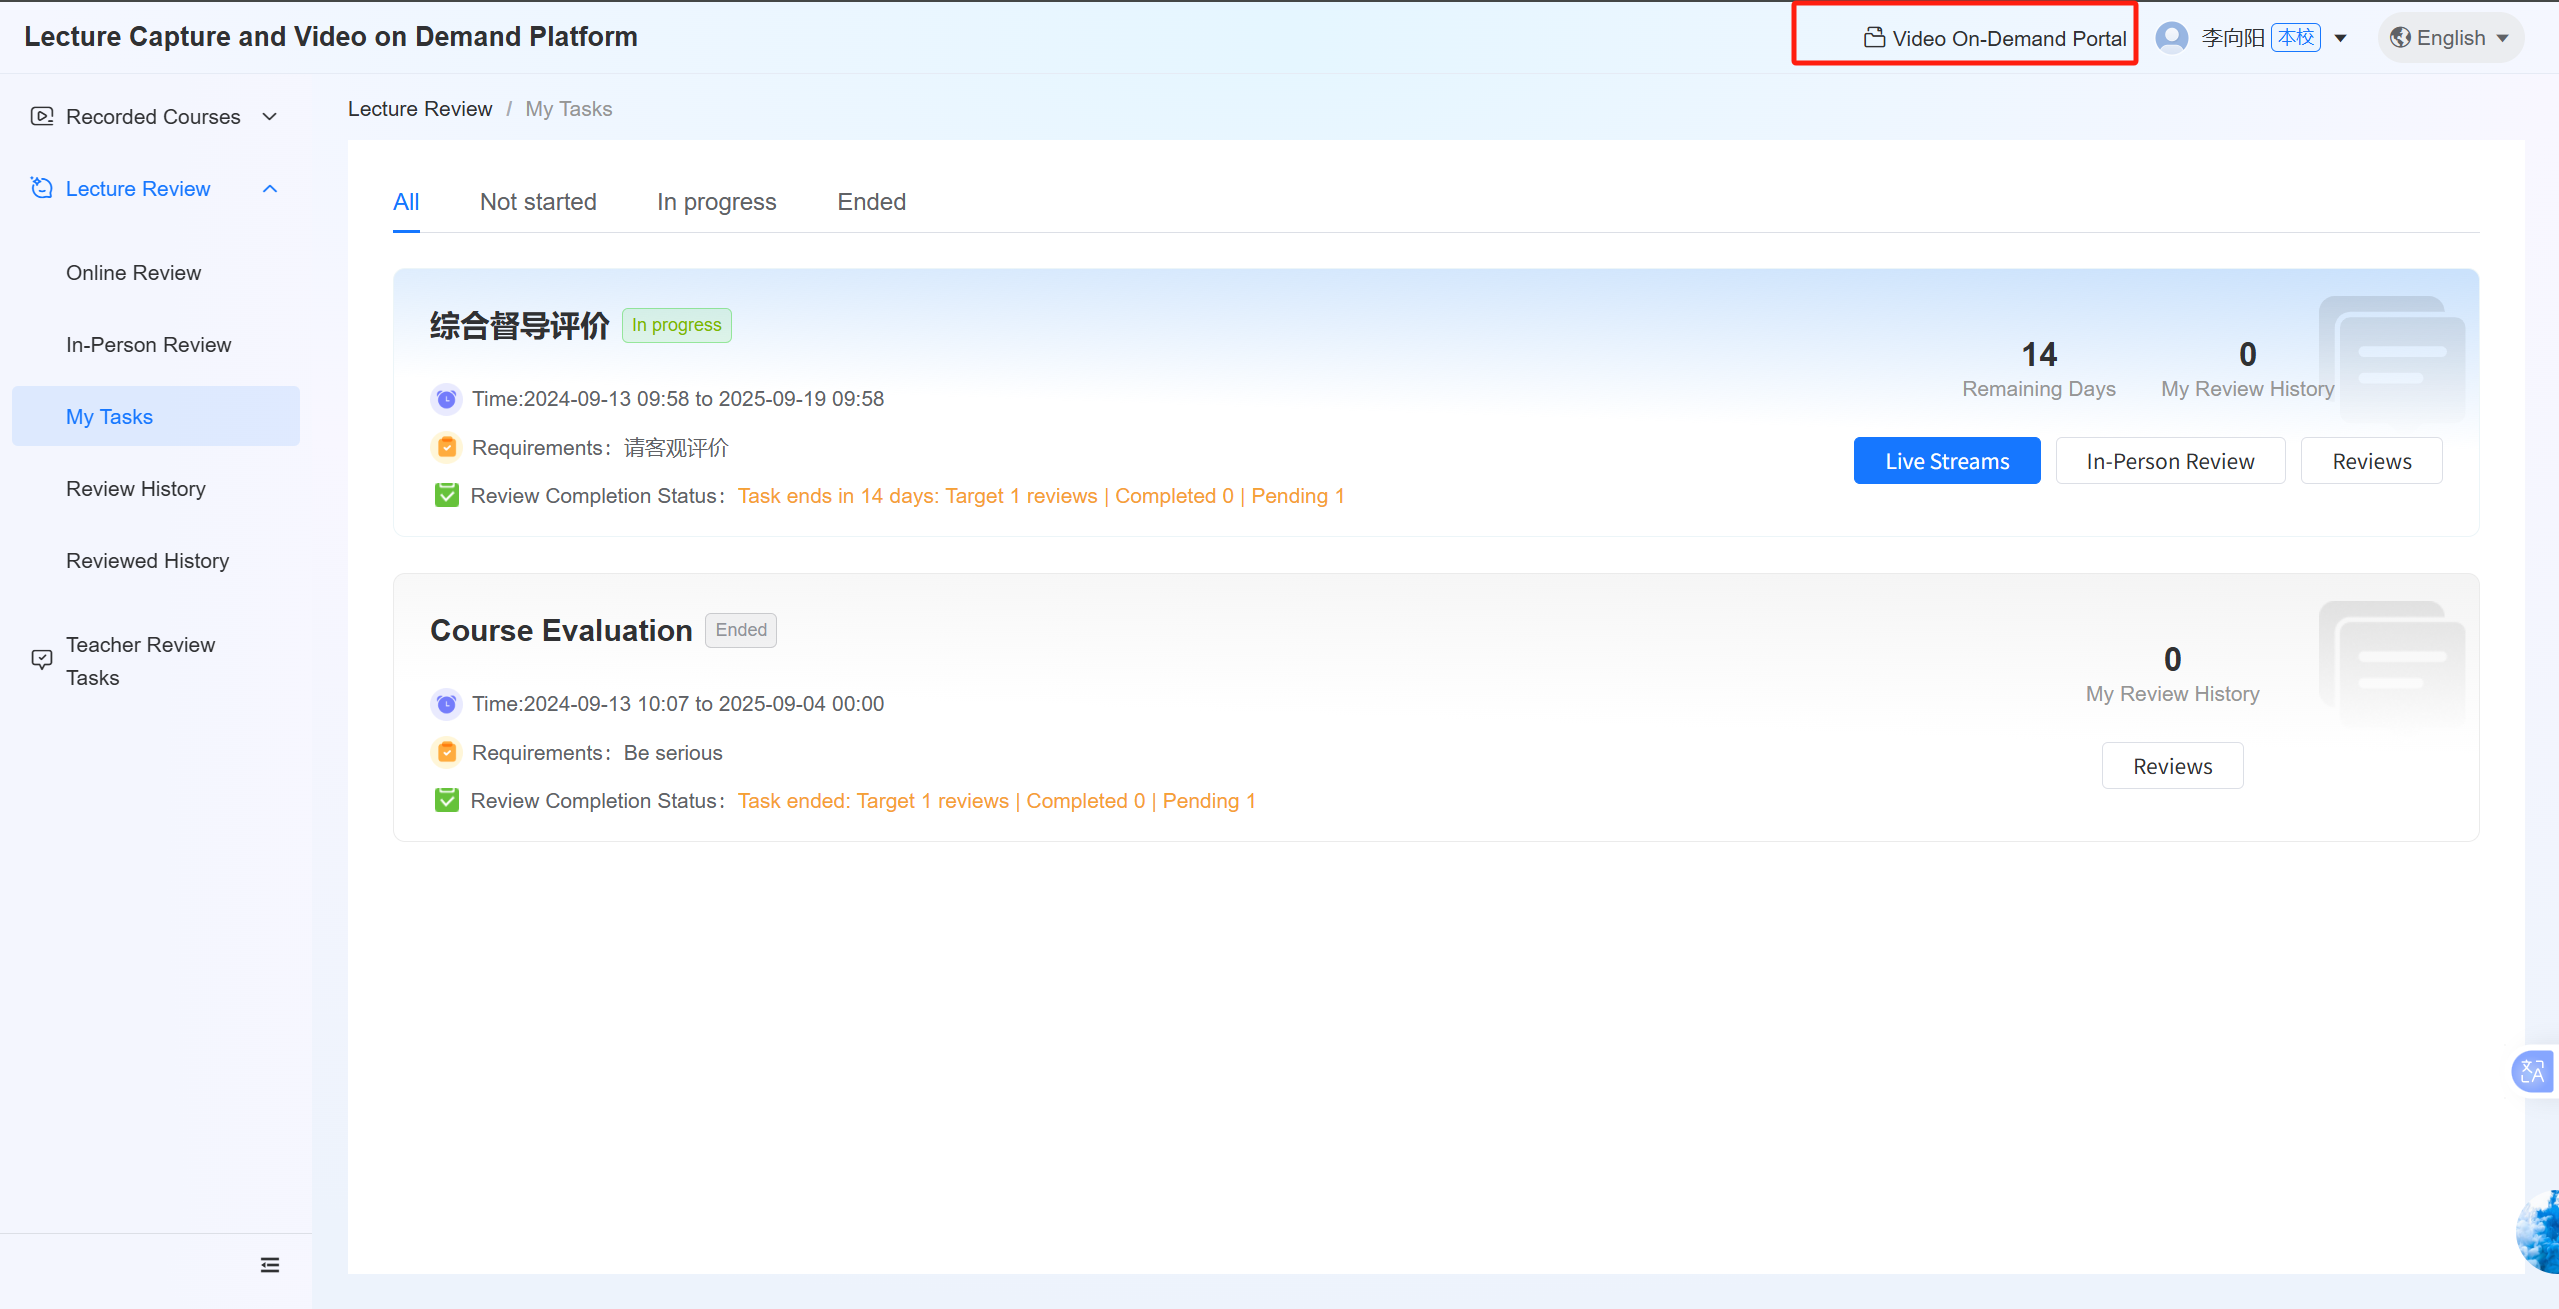 Lecture Capture and Video on Demand Platform
Video On-Demand Portal
李向阳 本校
English
Recorded Courses
Lecture Review
Online Review
In-Person Review
My Tasks
Review History
Reviewed History
Teacher Review
Tasks
Lecture Review / My Tasks
All Not started In progress Ended
综合督导评价 In progress
Time:2024-09-13 09:58 to 2025-09-19 09:58
Requirements：请客观评价
Review Completion Status：Task ends in 14 days: Target 1 reviews | Completed 0 | Pending 1
14 0
Remaining Days My Review History
Live Streams In-Person Review Reviews
Course Evaluation Ended
Time:2024-09-13 10:07 to 2025-09-04 00:00
Requirements：Be serious
Review Completion Status：Task ended: Target 1 reviews | Completed 0 | Pending 1
0
My Review History
Reviews
文A